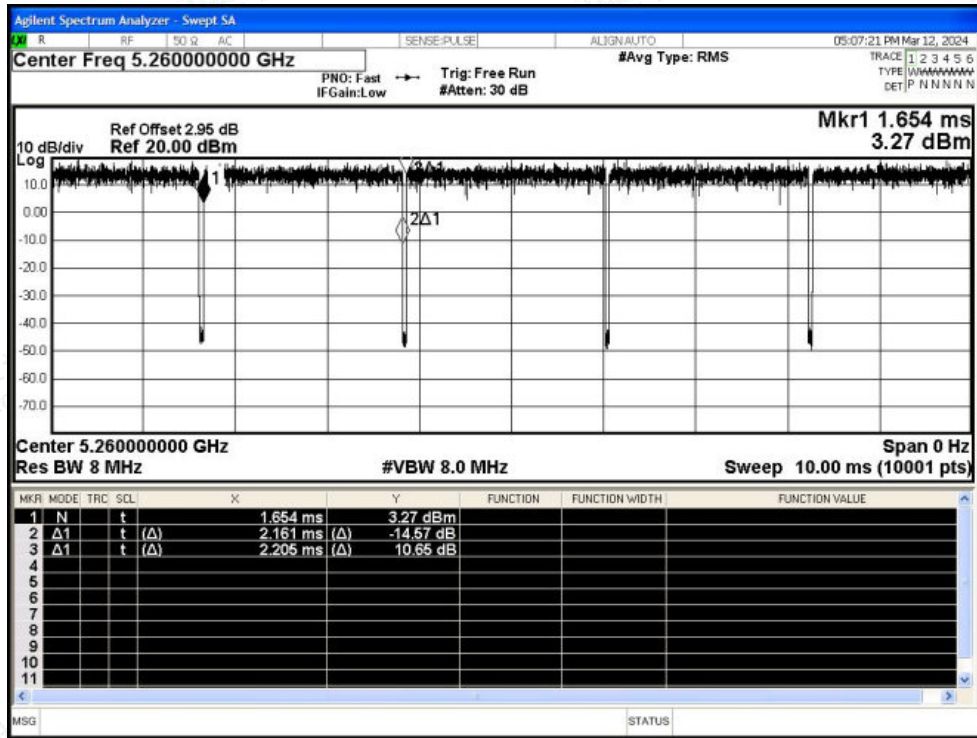 Agilent Spectrum Analyzer - Swept SA
LXI R RF 50 Ω AC SENSE:PULSE ALIGNAUTO 05:07:21 PM Mar 12, 2024
Center Freq 5.260000000 GHz #Avg Type: RMS TRACE 1 2 3 4 5 6
PNO: Fast Trig: Free Run TYPE
IFGain:Low #Atten: 30 dB DET P N N N N N
Mkr1 1.654 ms
Ref Offset 2.95 dB
10 dB/div Ref 20.00 dBm 3.27 dBm
Log
1 3Δ1
10.0
0.00
2Δ1
-10.0
-20.0
-30.0
-40.0
-50.0
-60.0
-70.0
Center 5.260000000 GHz Span 0 Hz
Res BW 8 MHz #VBW 8.0 MHz Sweep 10.00 ms (10001 pts)
MKR MODE TRC SCL X Y FUNCTION FUNCTION WIDTH FUNCTION VALUE
1 N t 1.654 ms 3.27 dBm
2 Δ1 t (Δ) 2.161 ms (Δ) -14.57 dB
3 Δ1 t (Δ) 2.205 ms (Δ) 10.65 dB
4
5
6
7
8
9
10
11
MSG STATUS